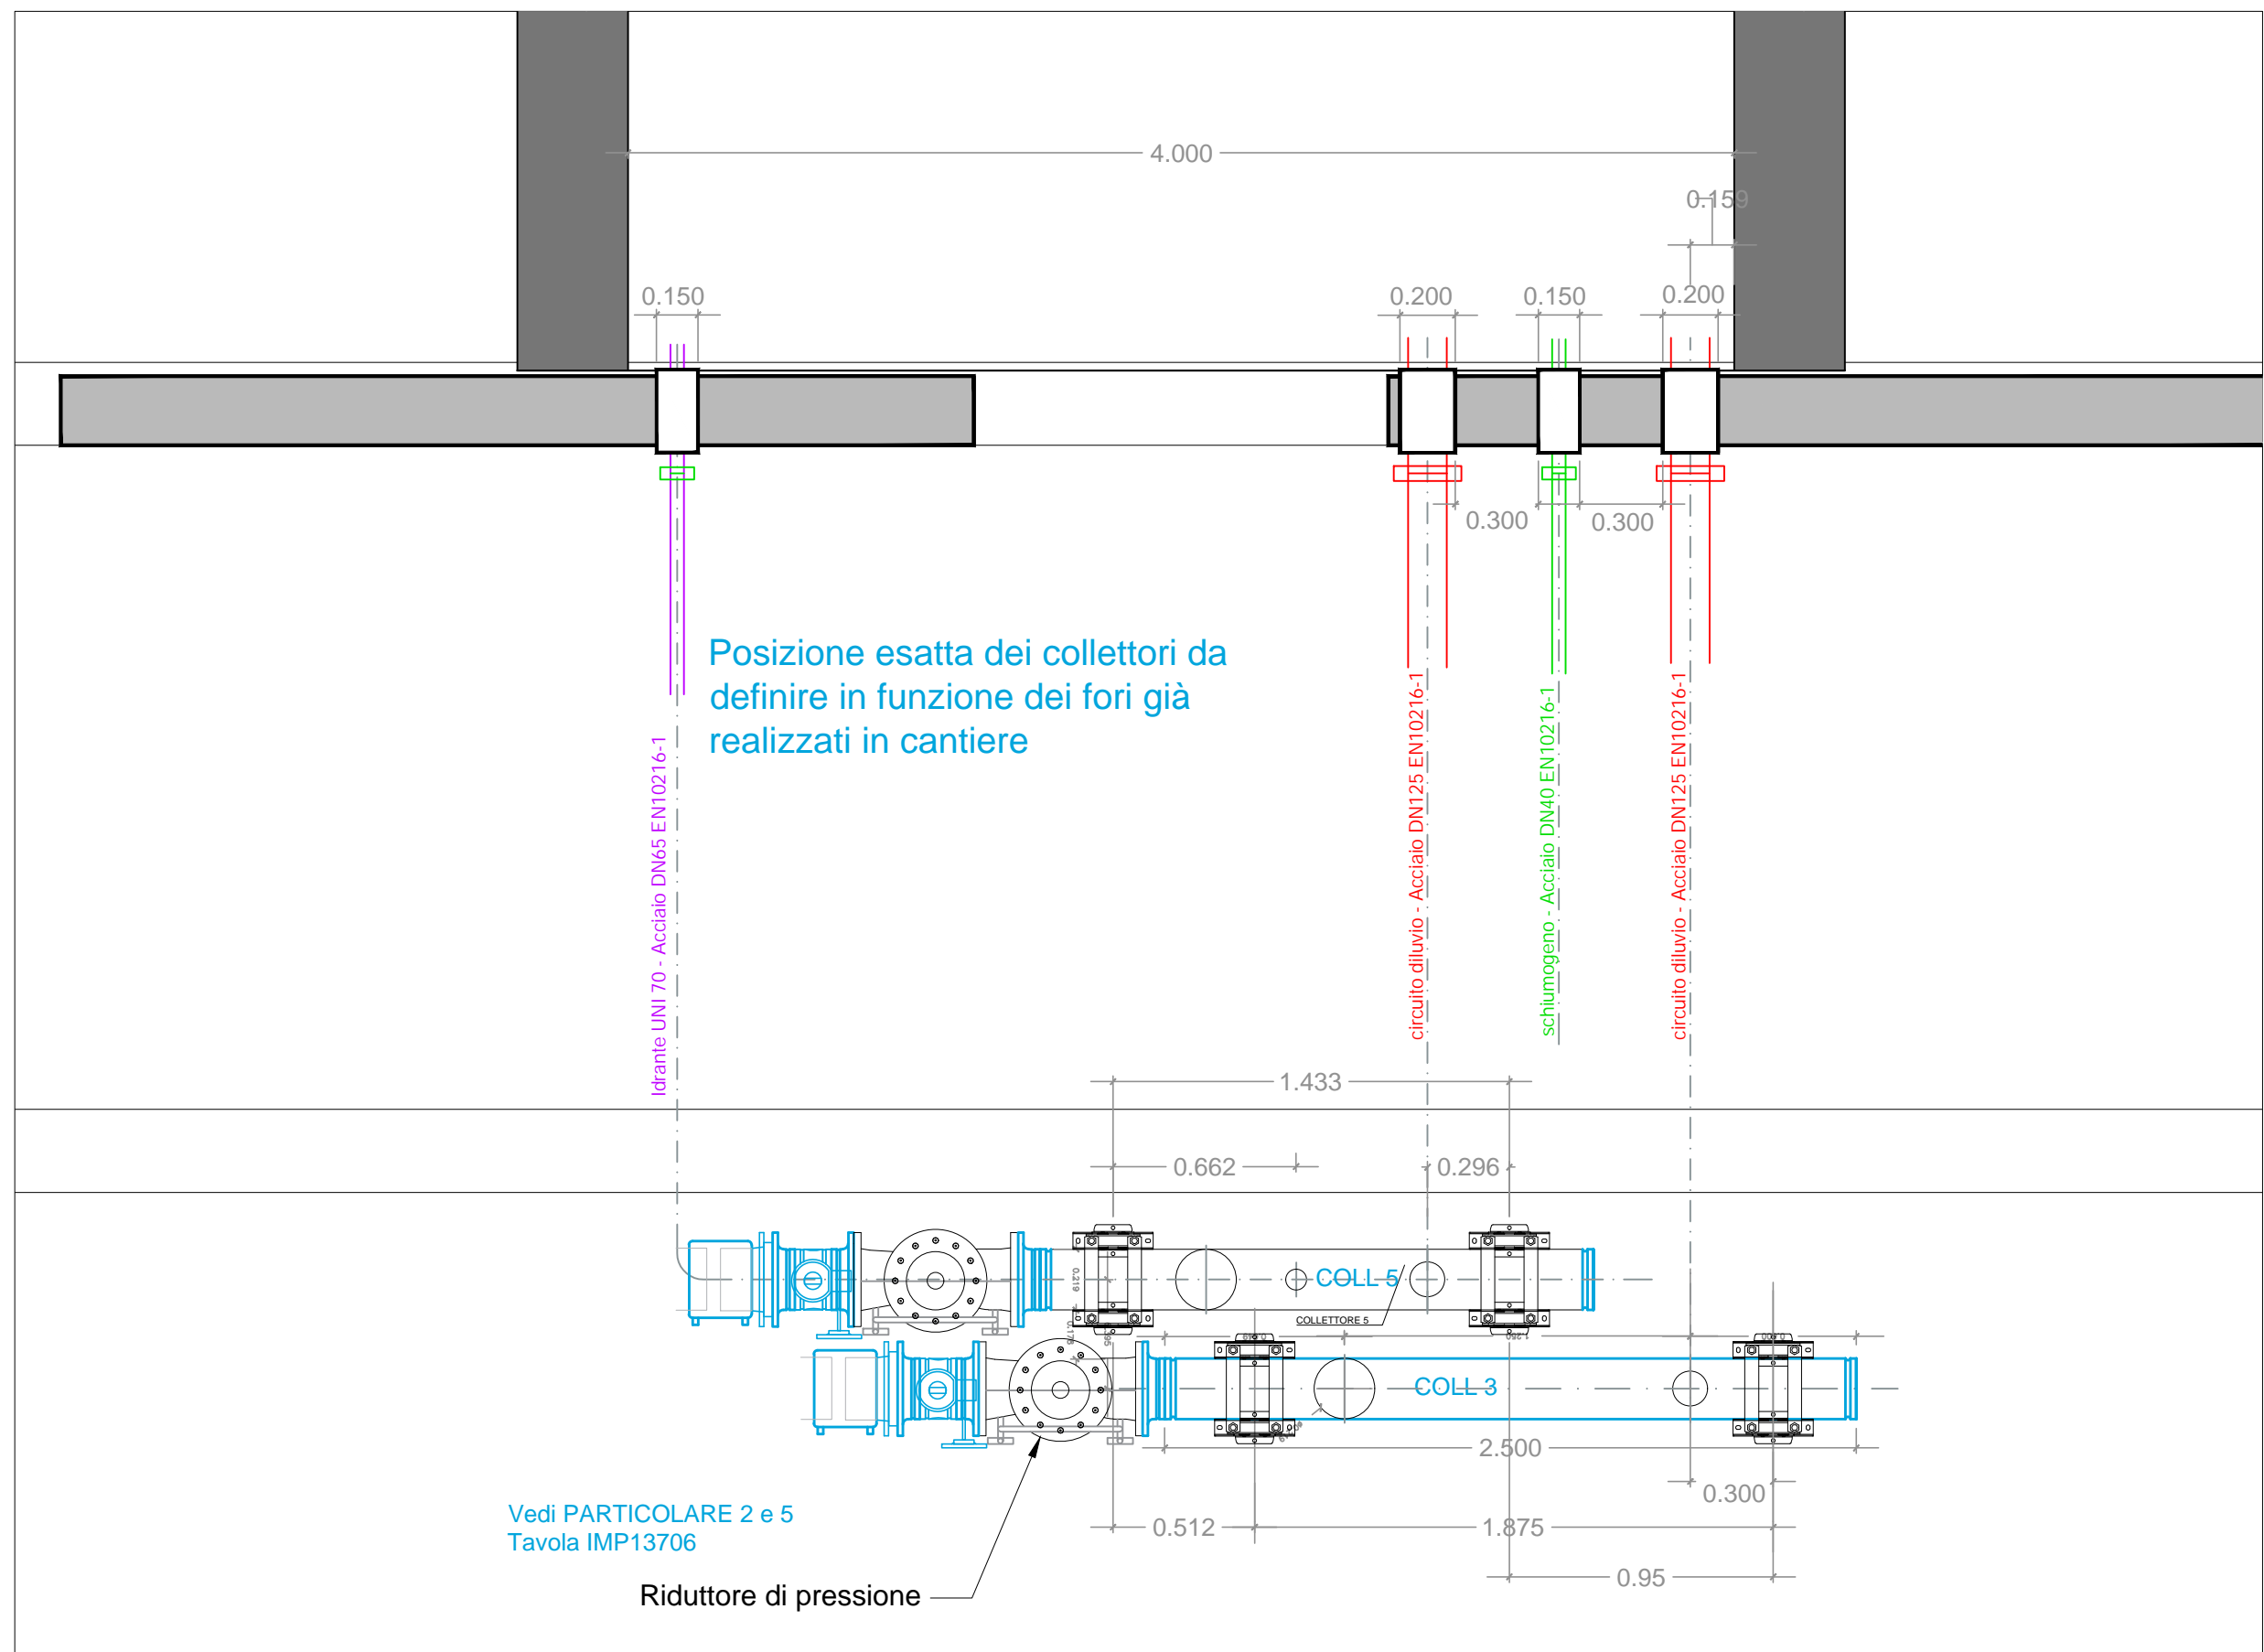 4.000
0.159
0.150
0.200
0.150
0.200
0.300
0.300
Posizione esatta dei collettori da
definire in funzione dei fori già
realizzati in cantiere
Idrante UNI 70 - Acciaio DN65 EN10216-1
circuito diluvio - Acciaio DN125 EN10216-1
schiumogeno - Acciaio DN40 EN10216-1
circuito diluvio - Acciaio DN125 EN10216-1
1.433
0.662
0.296
0.219
COLL 5
COLLETTORE 5
0.175
COLL 3
2.500
0.300
0.512
1.875
0.95
Vedi PARTICOLARE 2 e 5
Tavola IMP13706
Riduttore di pressione